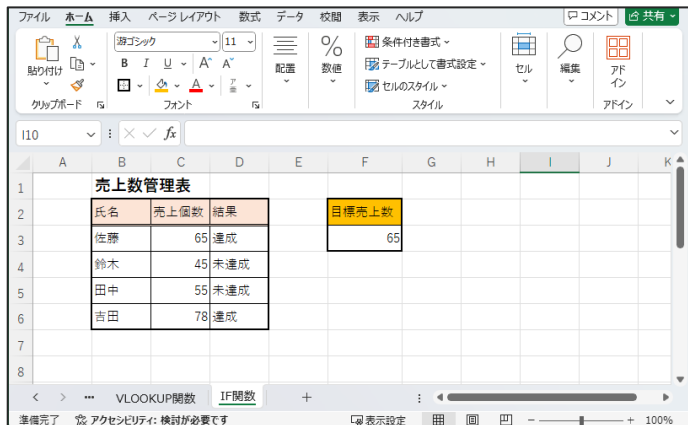 ファイル ホーム 挿入 ページ レイアウト 数式 データ 校閲 表示 ヘルプ コメント 共有
貼り付け 游ゴシック 11 条件付き書式 テーブルとして書式設定 セルのスタイル
B I U A A 配置 数値 セル 編集 アドイン
クリップボード フォント スタイル アドイン
I10 fx
A B C D E F G H I J K
1 売上数管理表
2 氏名 売上個数 結果 目標売上数
3 佐藤 65 達成 65
4 鈴木 45 未達成
5 田中 55 未達成
6 吉田 78 達成
7
8
VLOOKUP関数 IF関数
準備完了 アクセシビリティ: 検討が必要です 表示設定 100%